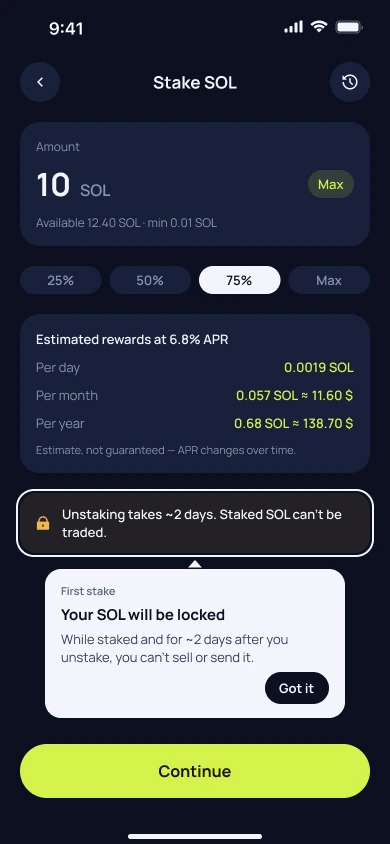 9:41
Stake SOL
Amount
10 SOL
Max
Available 12.40 SOL · min 0.01 SOL
25% 50% 75% Max
Estimated rewards at 6.8% APR
Per day 0.0019 SOL
Per month 0.057 SOL ≈ 11.60 $
Per year 0.68 SOL ≈ 138.70 $
Estimate, not guaranteed — APR changes over time.
Unstaking takes ~2 days. Staked SOL can't be
traded.
First stake
Your SOL will be locked
While staked and for ~2 days after you
unstake, you can't sell or send it.
Got it
Continue